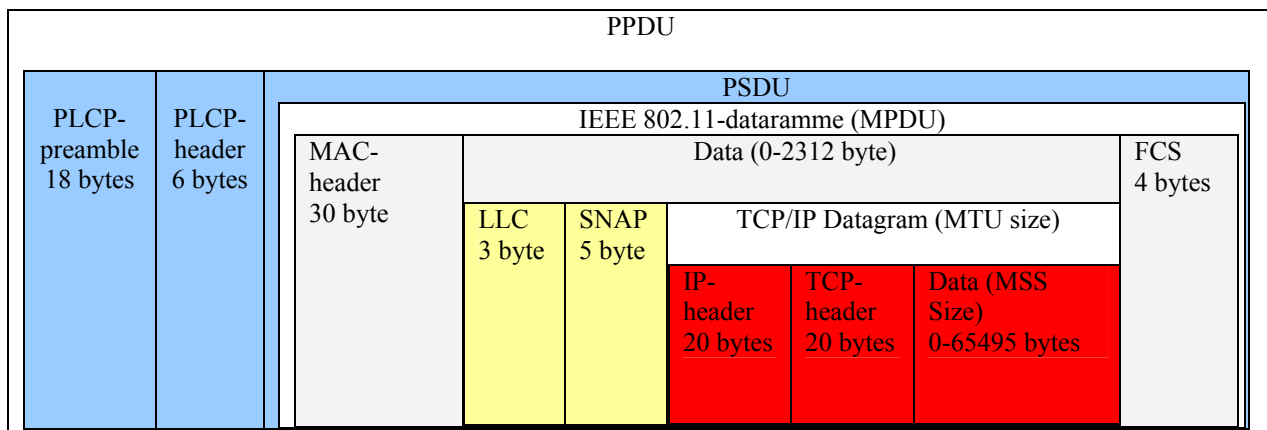 PPDU
PSDU
PLCP-
preamble
18 bytes
PLCP-
header
6 bytes
IEEE 802.11-dataramme (MPDU)
MAC-
header
30 byte
Data (0-2312 byte)
FCS
4 bytes
LLC
3 byte
SNAP
5 byte
TCP/IP Datagram (MTU size)
IP-
header
20 bytes
TCP-
header
20 bytes
Data (MSS
Size)
0-65495 bytes